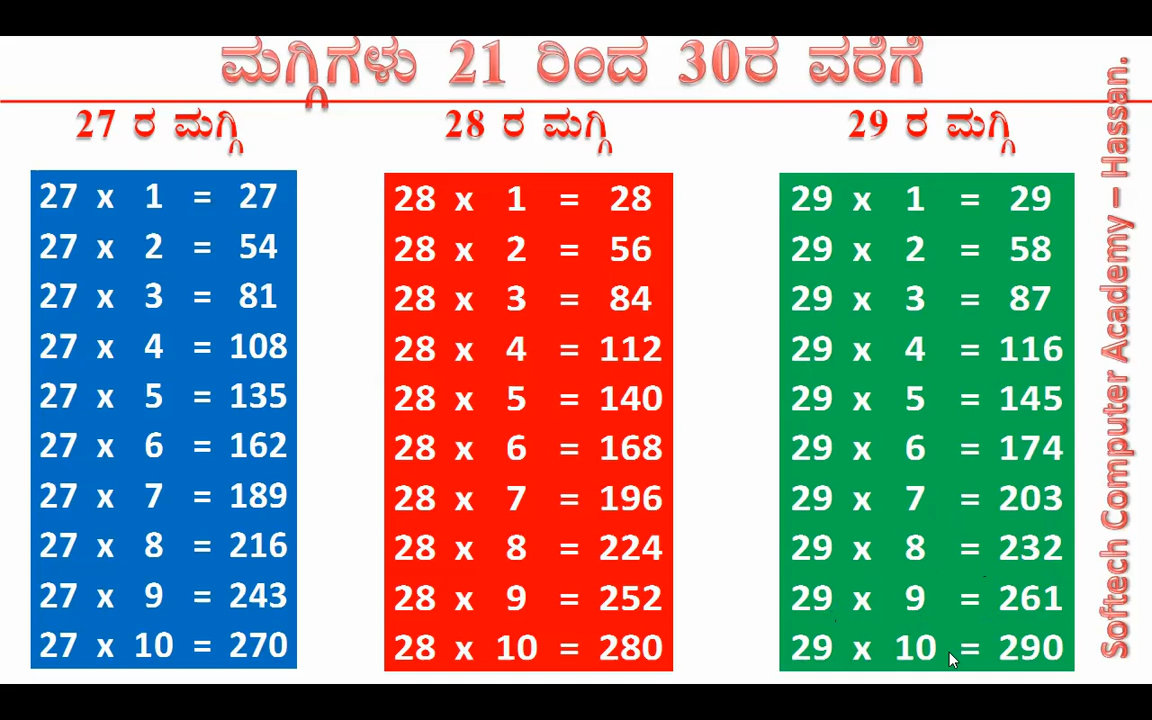 ಮಗ್ಗಿಗಳು 21 ರಿಂದ 30ರ ವರೆಗೆ
27 ರ ಮಗ್ಗಿ
27 x 1 = 27
27 x 2 = 54
27 x 3 = 81
27 x 4 = 108
27 x 5 = 135
27 x 6 = 162
27 x 7 = 189
27 x 8 = 216
27 x 9 = 243
27 x 10 = 270
28 ರ ಮಗ್ಗಿ
28 x 1 = 28
28 x 2 = 56
28 x 3 = 84
28 x 4 = 112
28 x 5 = 140
28 x 6 = 168
28 x 7 = 196
28 x 8 = 224
28 x 9 = 252
28 x 10 = 280
29 ರ ಮಗ್ಗಿ
29 x 1 = 29
29 x 2 = 58
29 x 3 = 87
29 x 4 = 116
29 x 5 = 145
29 x 6 = 174
29 x 7 = 203
29 x 8 = 232
29 x 9 = 261
29 x 10 = 290
Softech Computer Academy – Hassan.